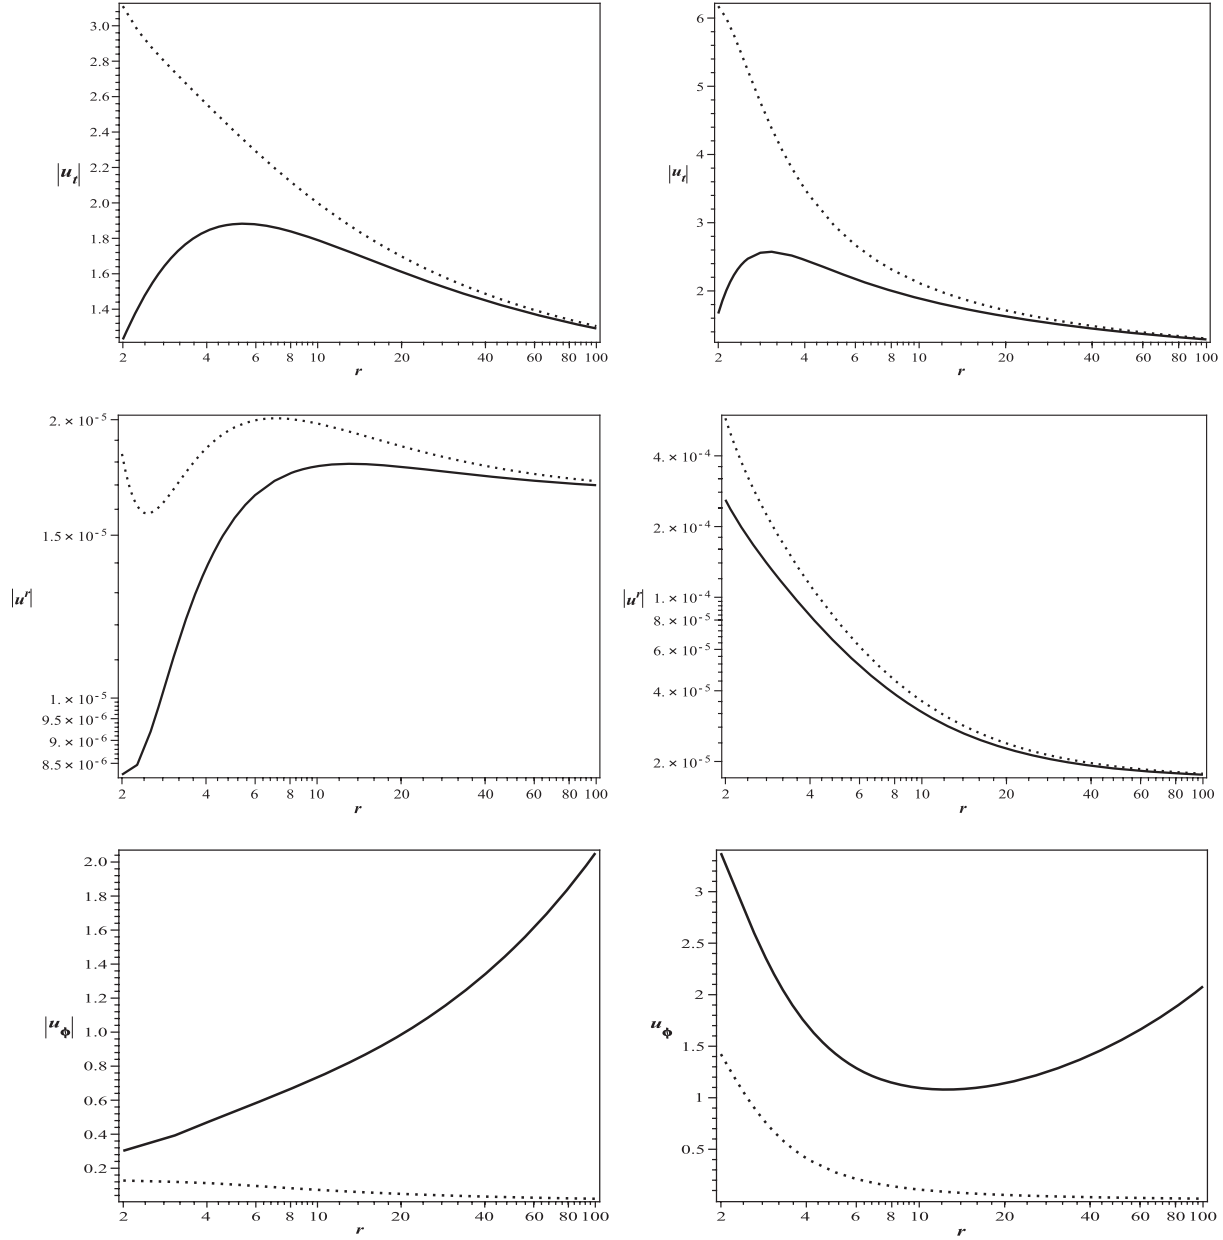 3.0
2.8
2.6
2.4
2.2
2.0
1.8
1.6
1.4
|u_t|
2 4 6 8 10 20 40 60 80 100
r
6
5
4
3
2
|u_t|
2 4 6 8 10 20 40 60 80 100
r
2. × 10⁻⁵
1.5 × 10⁻⁵
1. × 10⁻⁵
9.5 × 10⁻⁶
9. × 10⁻⁶
8.5 × 10⁻⁶
|u^r|
2 4 6 8 10 20 40 60 80 100
r
4. × 10⁻⁴
2. × 10⁻⁴
1. × 10⁻⁴
8. × 10⁻⁵
6. × 10⁻⁵
4. × 10⁻⁵
2. × 10⁻⁵
|u^r|
2 4 6 8 10 20 40 60 80 100
r
2.0
1.8
1.6
1.4
1.2
1.0
0.8
0.6
0.4
0.2
|u_ϕ|
2 4 6 8 10 20 40 60 80 100
r
3
2.5
2
1.5
1
0.5
u_ϕ
2 4 6 8 10 20 40 60 80 100
r